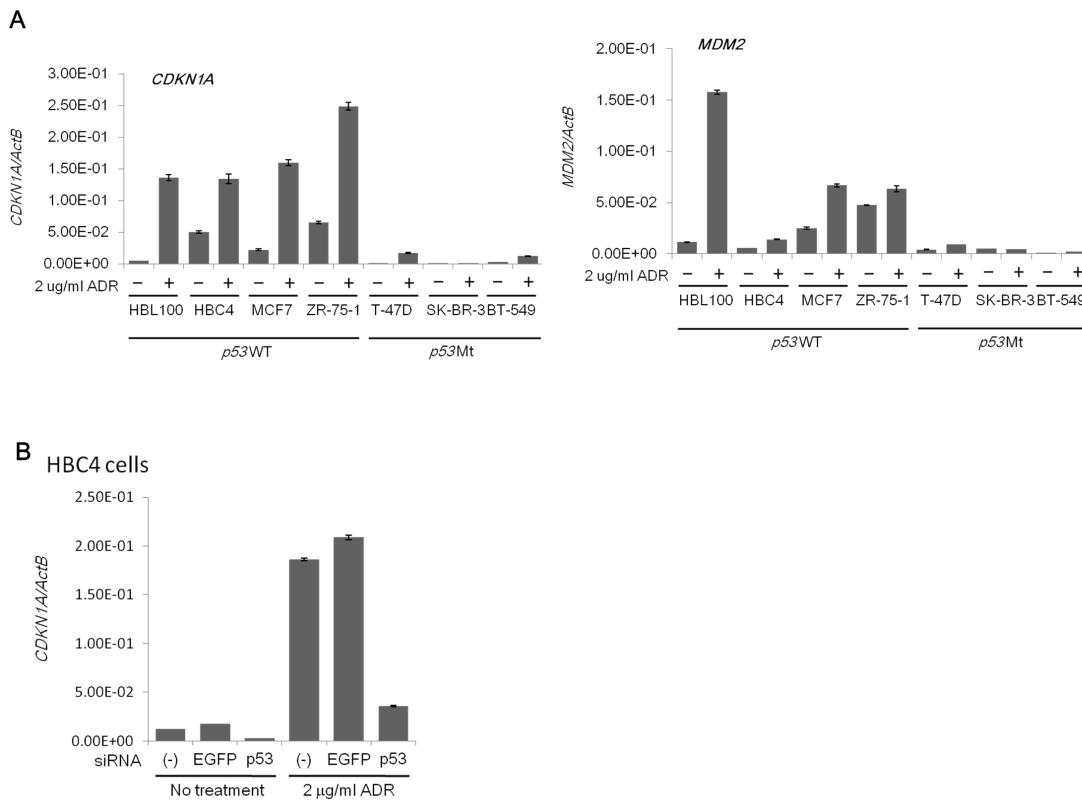 A
CDKN1A
CDKN1A/ActB
3.00E-01
2.50E-01
2.00E-01
1.50E-01
1.00E-01
5.00E-02
0.00E+00
2 ug/ml ADR − + − + − + − + − + − + − +
HBL100 HBC4 MCF7 ZR-75-1 T-47D SK-BR-3 BT-549
p53WT p53Mt
MDM2
MDM2/ActB
2.00E-01
1.50E-01
1.00E-01
5.00E-02
0.00E+00
2 ug/ml ADR − + − + − + − + − + − + − +
HBL100 HBC4 MCF7 ZR-75-1 T-47D SK-BR-3 BT-549
p53WT p53Mt
B
HBC4 cells
CDKN1A/ActB
2.50E-01
2.00E-01
1.50E-01
1.00E-01
5.00E-02
0.00E+00
siRNA (-) EGFP p53 (-) EGFP p53
No treatment 2 μg/ml ADR